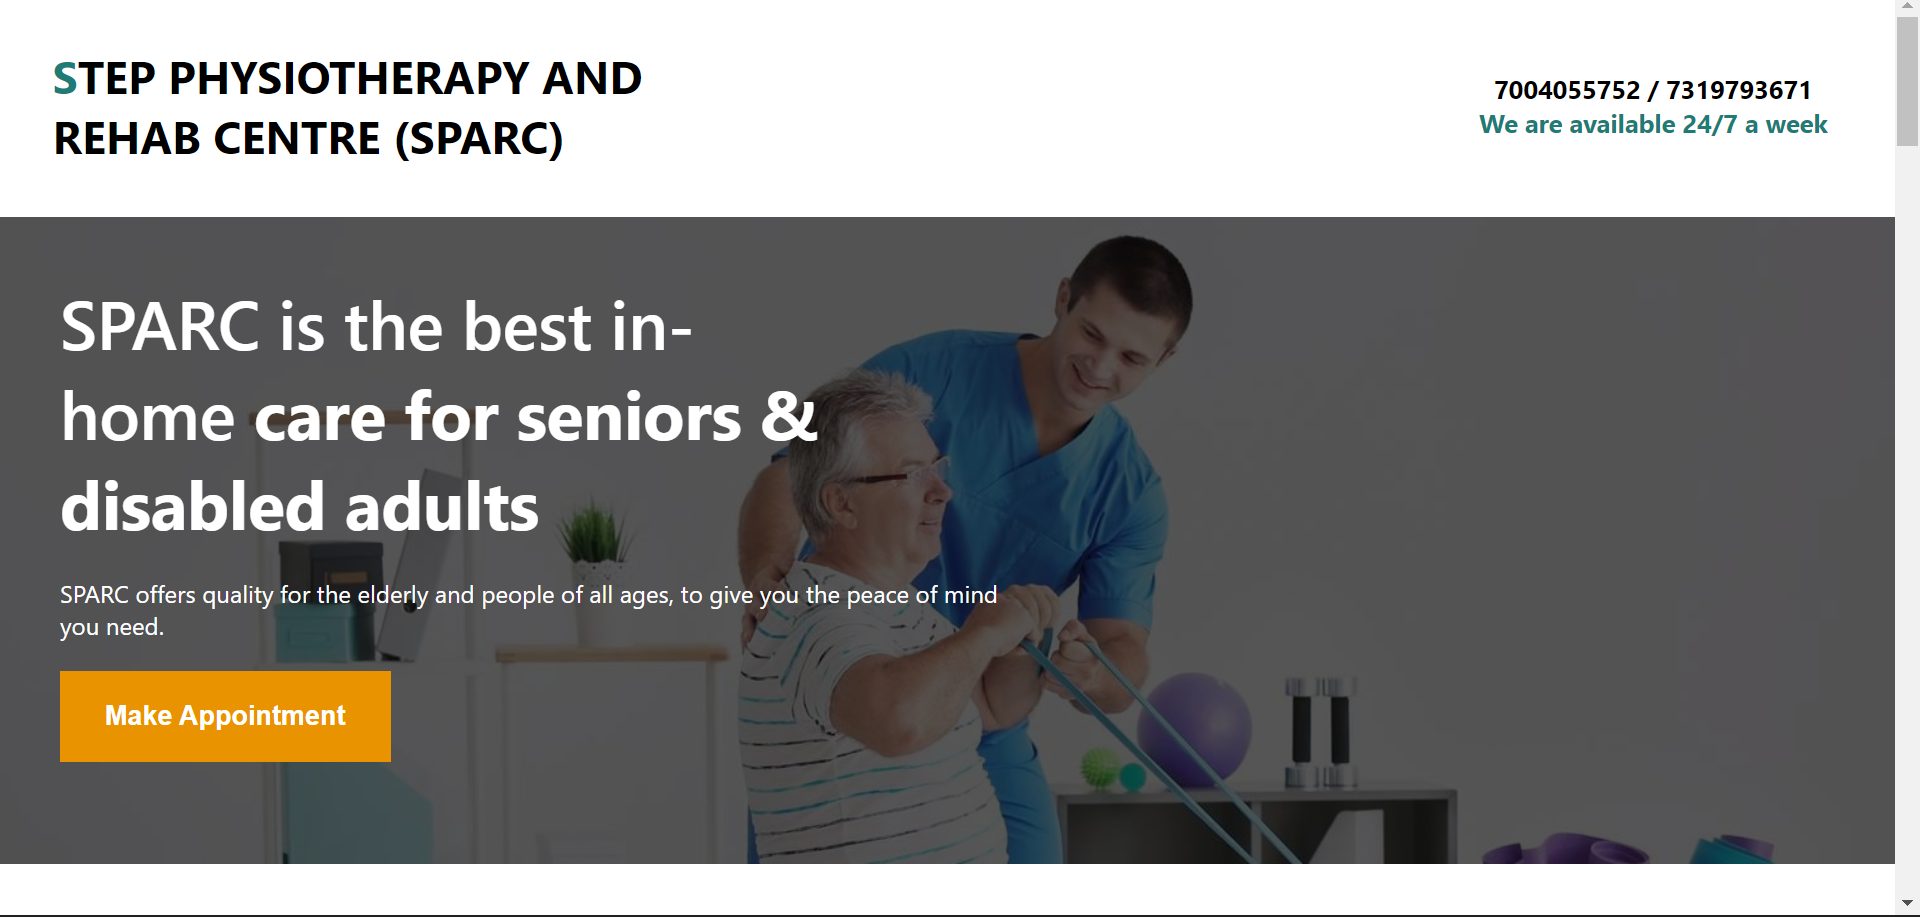 STEP PHYSIOTHERAPY AND
REHAB CENTRE (SPARC)
7004055752 / 7319793671
We are available 24/7 a week
SPARC is the best in-
home care for seniors &
disabled adults
SPARC offers quality for the elderly and people of all ages, to give you the peace of mind
you need.
Make Appointment